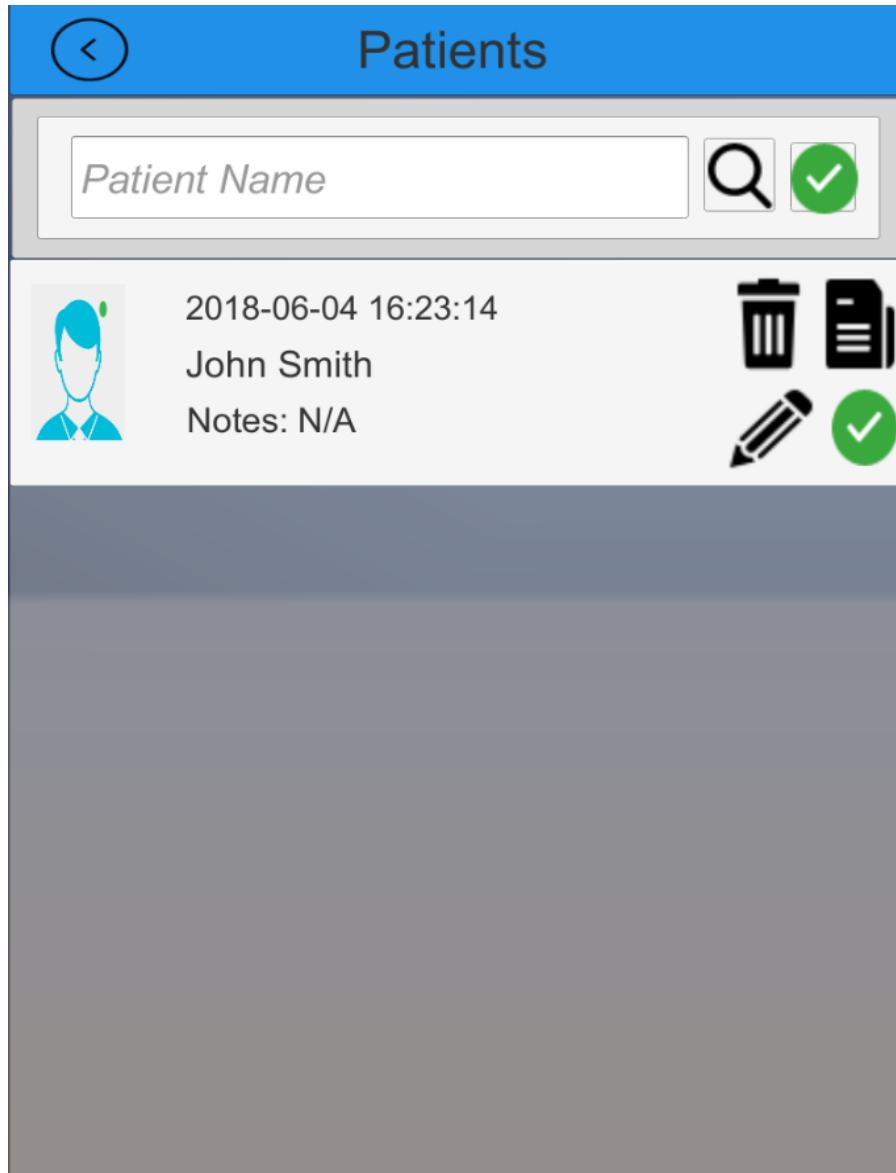 Patients
Patient Name
2018-06-04 16:23:14
John Smith
Notes: N/A